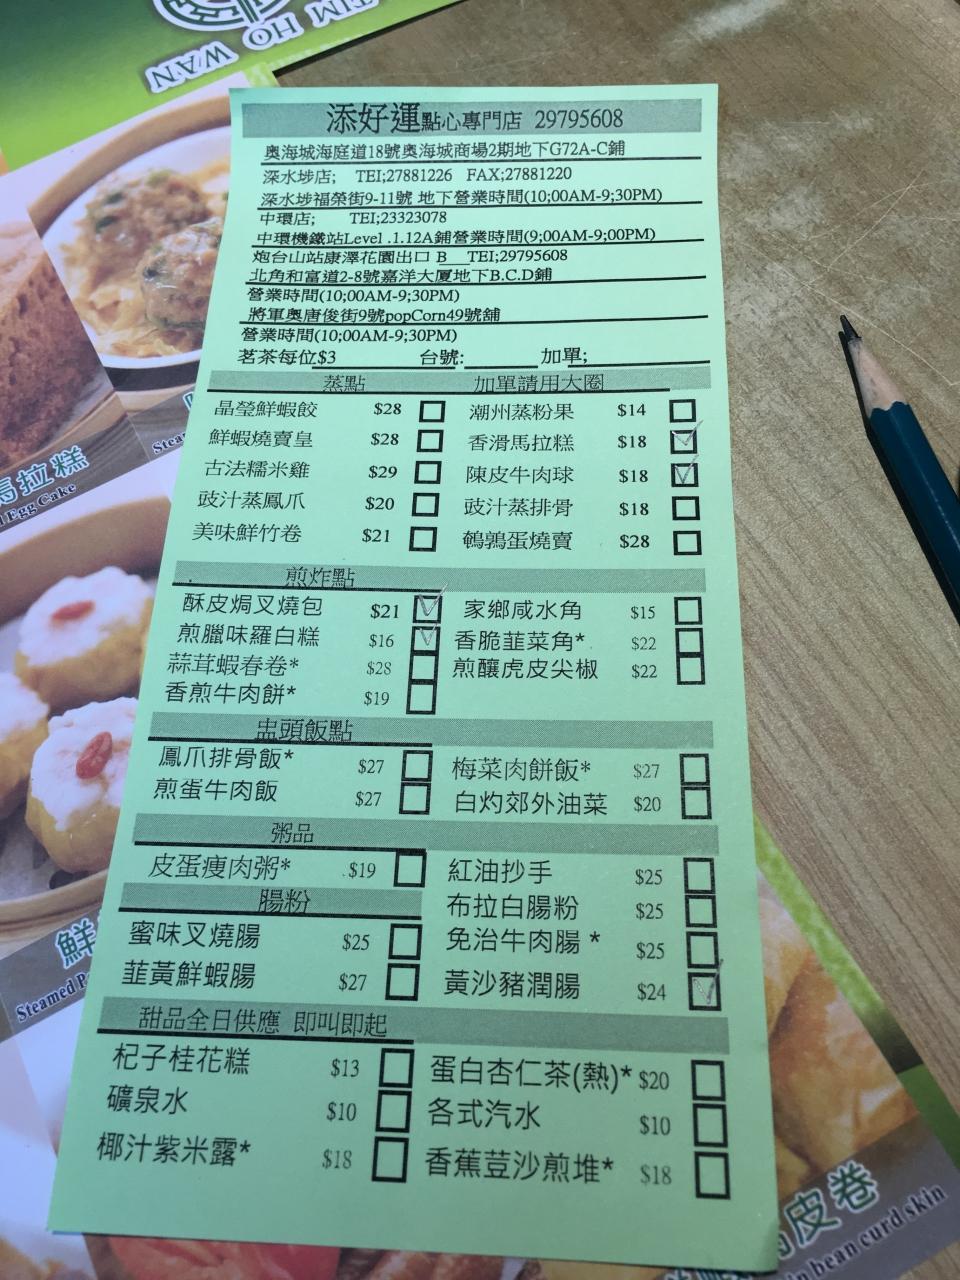 TIM HO WAN
添好運點心專門店 29795608
奧海城海庭道18號奧海城商場2期地下G72A-C鋪
深水埗店; TEI;27881226 FAX;27881220
深水埗福榮街9-11號 地下營業時間(10;00AM-9;30PM)
中環店; TEI;23323078
中環機鐵站Level .1.12A鋪營業時間(9;00AM-9;00PM)
炮台山站康澤花園出口 B TEI;29795608
北角和富道2-8號嘉洋大厦地下B.C.D鋪
營業時間(10;00AM-9;30PM)
將軍奧唐俊街9號popCorn49號舖
營業時間(10;00AM-9;30PM)
茗茶每位$3 台號: 加單;
蒸點 加單請用大圈
晶瑩鮮蝦餃 $28 潮州蒸粉果 $14
鮮蝦燒賣皇 $28 香滑馬拉糕 $18
古法糯米雞 $29 陳皮牛肉球 $18
豉汁蒸鳳爪 $20 豉汁蒸排骨 $18
美味鮮竹卷 $21 鵪鶉蛋燒賣 $28
煎炸點
酥皮焗叉燒包 $21 家鄉咸水角 $15
煎臘味羅白糕 $16 香脆韮菜角* $22
蒜茸蝦春卷* $28 煎釀虎皮尖椒 $22
香煎牛肉餅* $19
盅頭飯點
鳳爪排骨飯* $27 梅菜肉餅飯* $27
煎蛋牛肉飯 $27 白灼郊外油菜 $20
粥品
皮蛋瘦肉粥* $19 紅油抄手 $25
腸粉 布拉白腸粉 $25
蜜味叉燒腸 $25 免治牛肉腸 * $25
韮黃鮮蝦腸 $27 黃沙豬潤腸 $24
甜品全日供應 即叫即起
杞子桂花糕 $13 蛋白杏仁茶(熱)* $20
礦泉水 $10 各式汽水 $10
椰汁紫米露* $18 香蕉荳沙煎堆* $18
馬拉糕
Egg Cake
鮮
Steamed
皮卷
bean curd skin